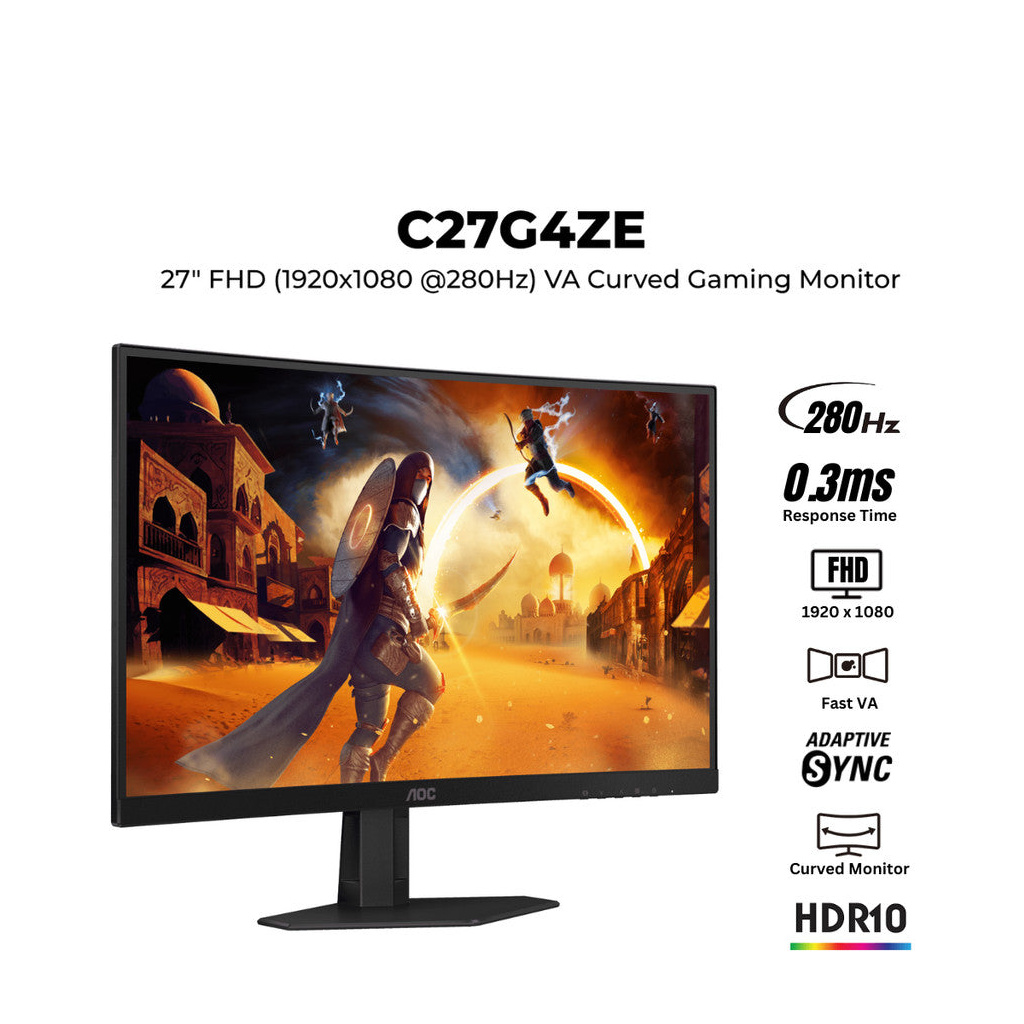 C27G4ZE
27" FHD (1920x1080 @280Hz) VA Curved Gaming Monitor
280Hz
0.3ms
Response Time
FHD
1920 x 1080
Fast VA
ADAPTIVE
SYNC
Curved Monitor
HDR10
AOC